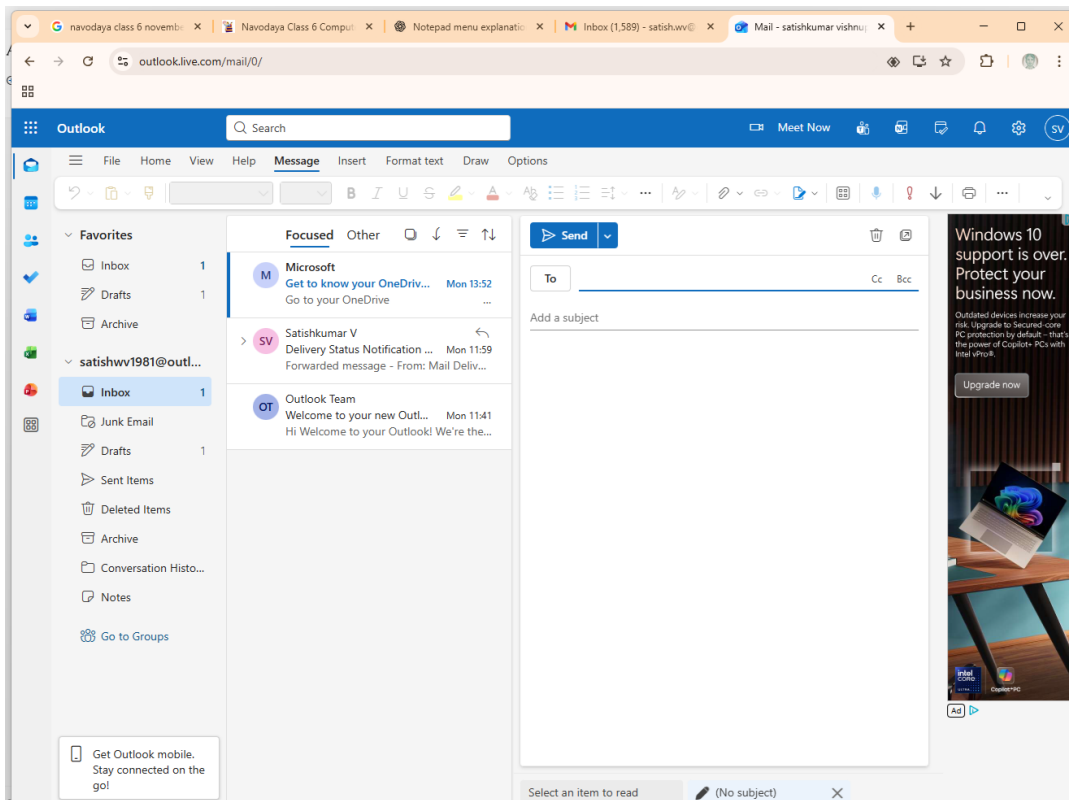 navodaya class 6 novembe
Navodaya Class 6 Comput
Notepad menu explanatio
Inbox (1,589) - satish.wv@
Mail - satishkumar vishnu
outlook.live.com/mail/0/
Outlook
Search
Meet Now
SV
File Home View Help Message Insert Format text Draw Options
B I U S
Favorites
Inbox 1
Drafts 1
Archive
satishwv1981@outl...
Inbox 1
Junk Email
Drafts 1
Sent Items
Deleted Items
Archive
Conversation Histo...
Notes
Go to Groups
Get Outlook mobile.
Stay connected on the
go!
Focused Other
M
Microsoft
Get to know your OneDriv... Mon 13:52
Go to your OneDrive ...
SV
Satishkumar V
Delivery Status Notification ... Mon 11:59
Forwarded message - From: Mail Deliv...
OT
Outlook Team
Welcome to your new Outl... Mon 11:41
Hi Welcome to your Outlook! We're the...
Send
To Cc Bcc
Add a subject
Select an item to read
(No subject)
Windows 10
support is over.
Protect your
business now.
Outdated devices increase your
risk. Upgrade to Secured-core
PC protection by default – that's
the power of Copilot+ PCs with
Intel vPro®.
Upgrade now
intel
CORE
ULTRA
Copilot+PC
Ad